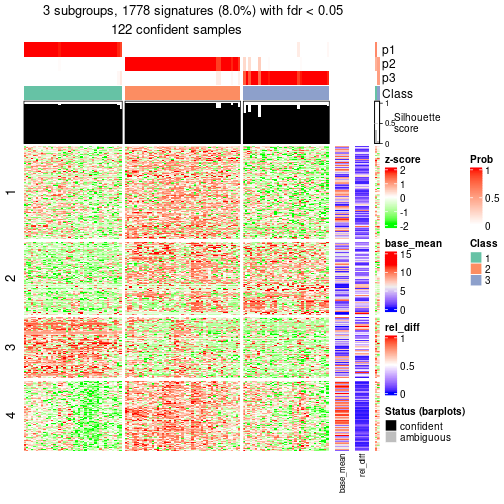 3 subgroups, 1778 signatures (8.0%) with fdr < 0.05
122 confident samples
p1
p2
p3
Class
1
0.5
0
Silhouette
score
1
2
3
4
base_mean
rel_diff
z-score
2
1
0
-1
-2
Prob
1
0.5
0
base_mean
15
10
5
0
Class
1
2
3
rel_diff
1
0.5
0
Status (barplots)
confident
ambiguous